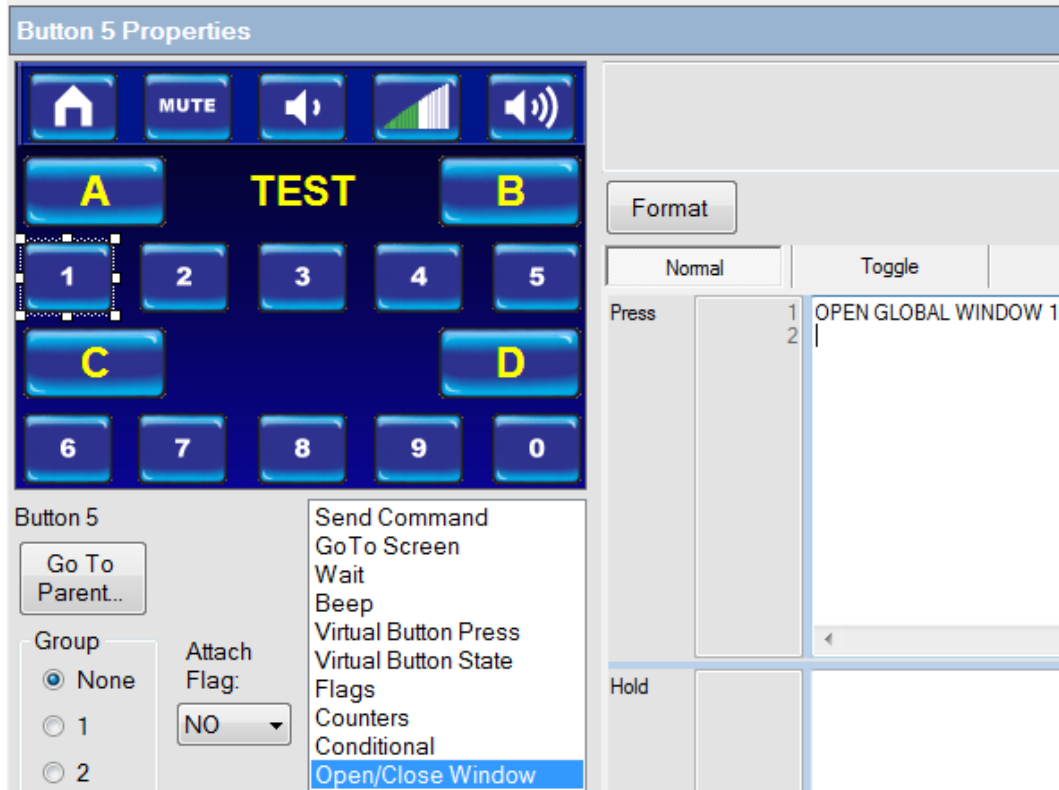 Button 5 Properties
MUTE
A TEST B
1 2 3 4 5
C D
6 7 8 9 0
Format
Normal Toggle
Press 1 OPEN GLOBAL WINDOW 1
2
Hold
Button 5
Go To
Parent...
Group
None
1
2
Attach
Flag:
NO
Send Command
GoTo Screen
Wait
Beep
Virtual Button Press
Virtual Button State
Flags
Counters
Conditional
Open/Close Window